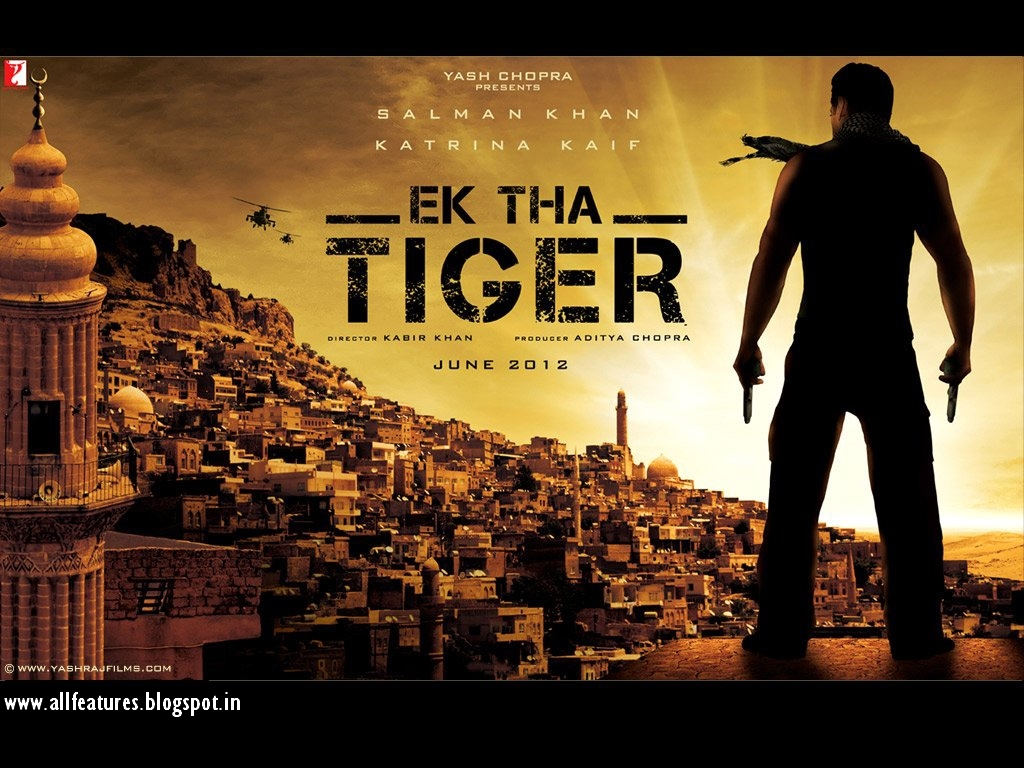 YASH CHOPRA
PRESENTS
SALMAN KHAN
KATRINA KAIF
EK THA
TIGER
DIRECTOR KABIR KHAN PRODUCER ADITYA CHOPRA
JUNE 2012
© WWW.YASHRAJFILMS.COM
www.allfeatures.blogspot.in